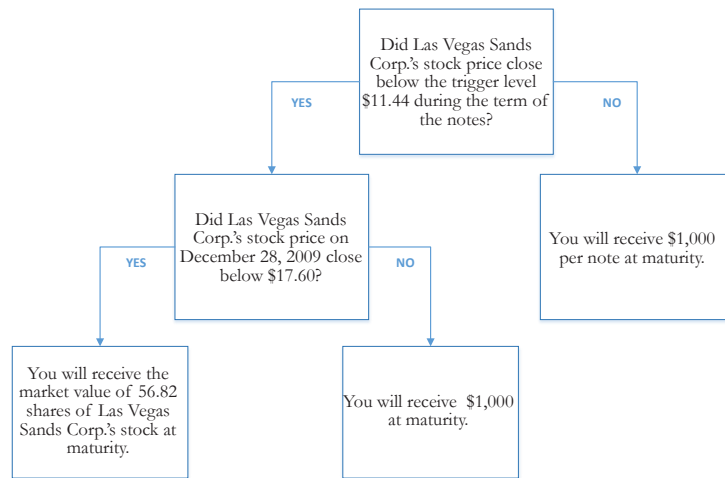 Did Las Vegas Sands
Corp.'s stock price close
below the trigger level
$11.44 during the term of
the notes?
YES
NO
Did Las Vegas Sands
Corp.'s stock price on
December 28, 2009 close
below $17.60?
You will receive $1,000
per note at maturity.
YES
NO
You will receive the
market value of 56.82
shares of Las Vegas
Sands Corp.'s stock at
maturity.
You will receive $1,000
at maturity.